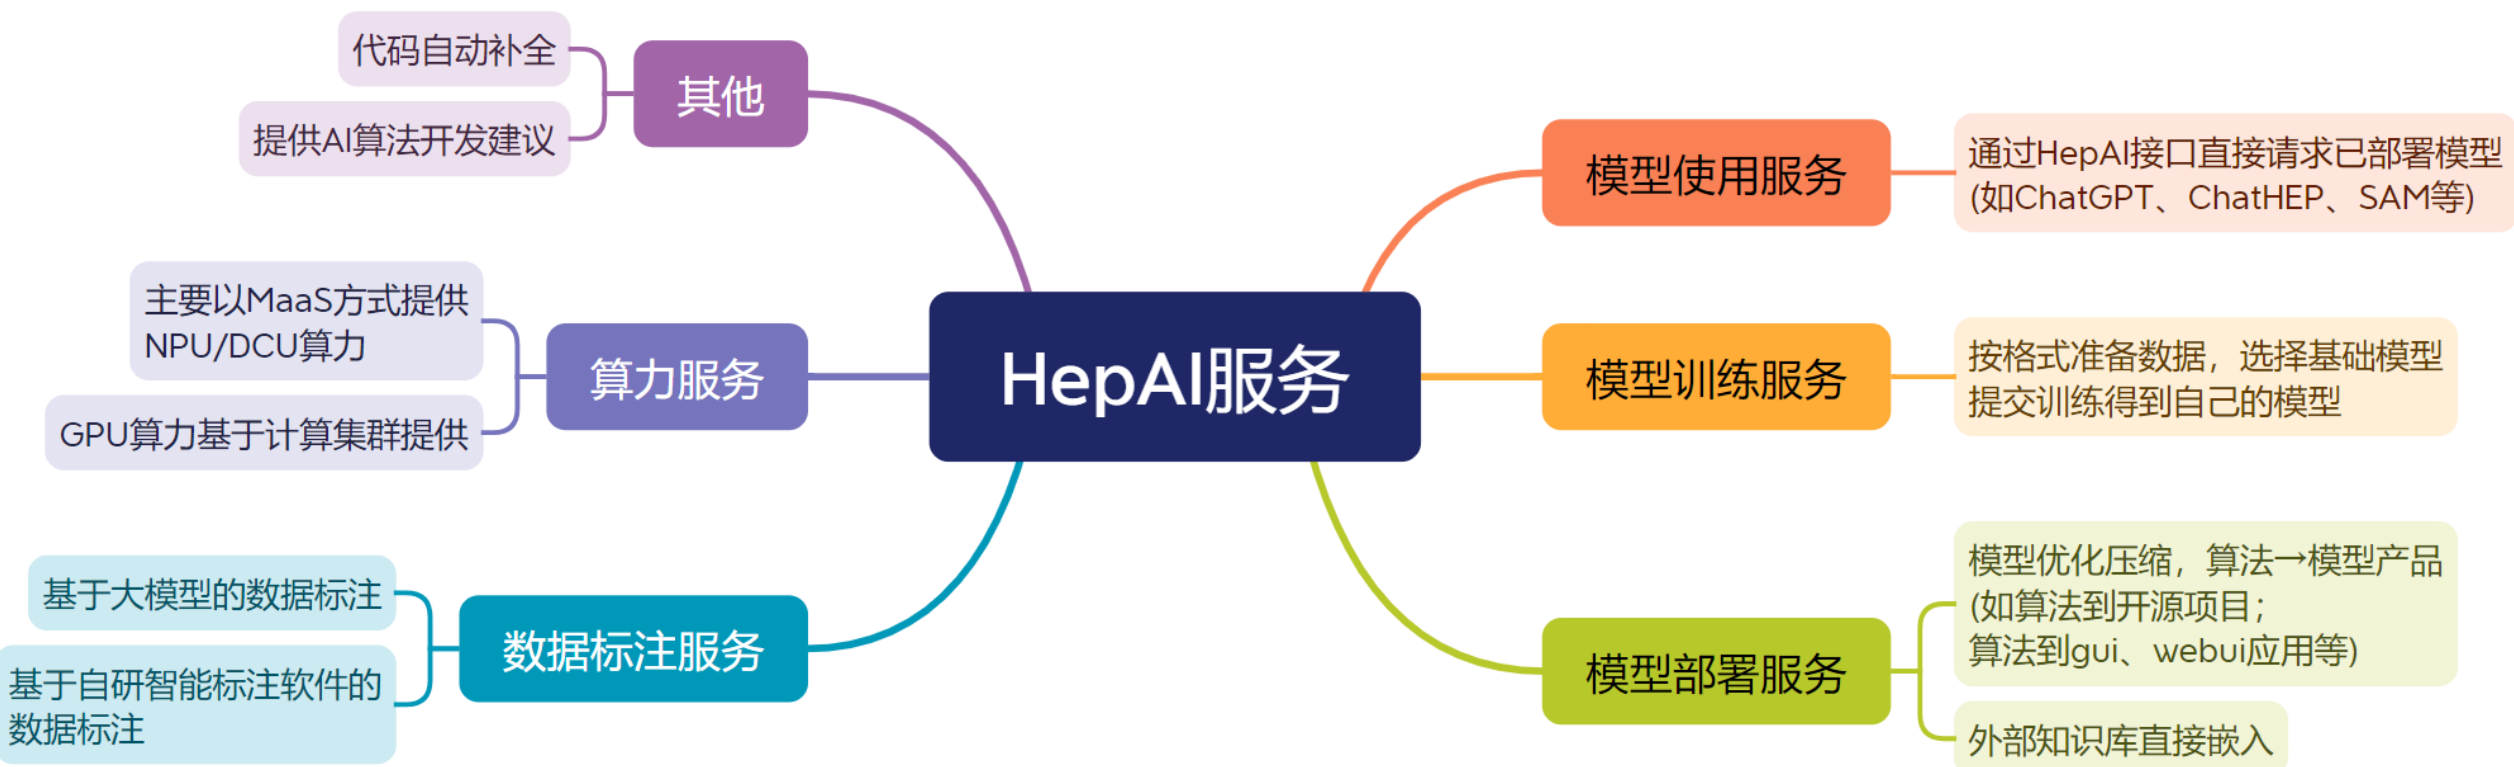 代码自动补全
提供AI算法开发建议
其他
主要以MaaS方式提供
NPU/DCU算力
GPU算力基于计算集群提供
算力服务
基于大模型的数据标注
基于自研智能标注软件的
数据标注
数据标注服务
HepAI服务
模型使用服务
通过HepAI接口直接请求已部署模型
(如ChatGPT、ChatHEP、SAM等)
模型训练服务
按格式准备数据，选择基础模型
提交训练得到自己的模型
模型部署服务
模型优化压缩，算法→模型产品
(如算法到开源项目；
算法到gui、webui应用等)
外部知识库直接嵌入